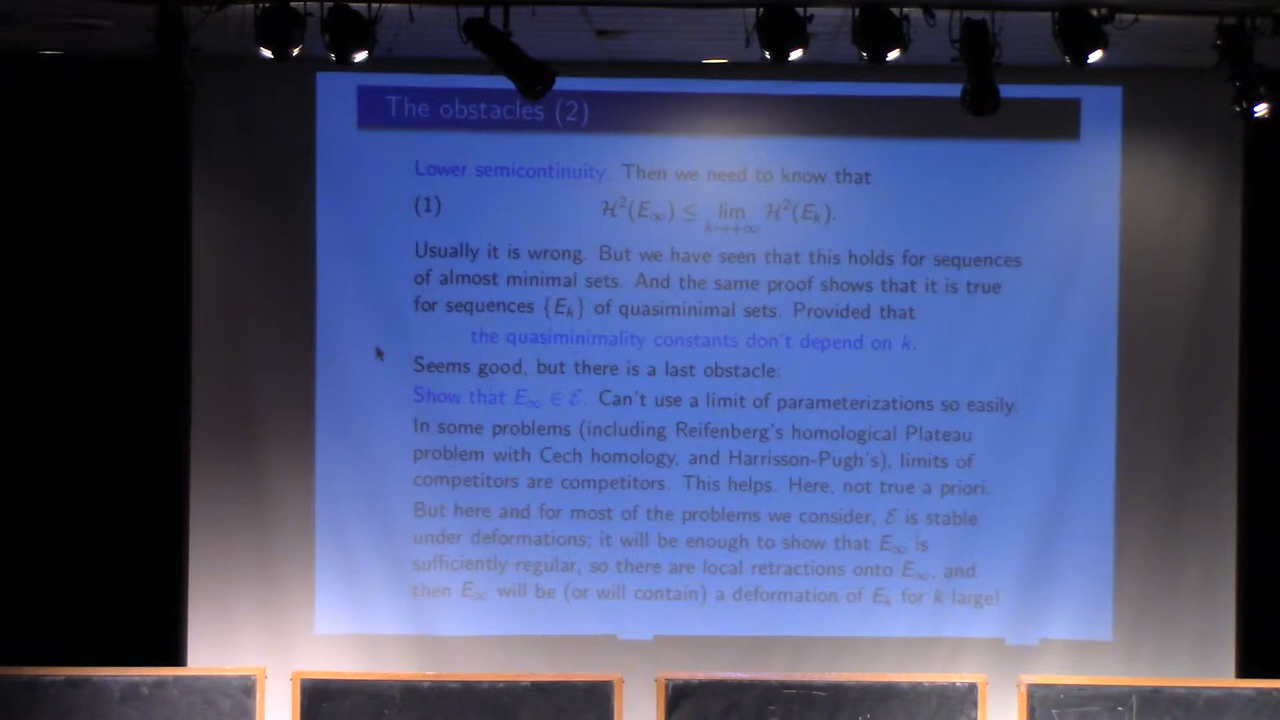 The obstacles (2)
Lower semicontinuity. Then we need to know that
(1) H²(E∞) ≤ lim k→+∞ H²(Ek).
Usually it is wrong. But we have seen that this holds for sequences
of almost minimal sets. And the same proof shows that it is true
for sequences {Ek} of quasiminimal sets. Provided that
the quasiminimality constants don't depend on k.
Seems good, but there is a last obstacle:
Show that E∞ ∈ ℰ. Can't use a limit of parameterizations so easily.
In some problems (including Reifenberg's homological Plateau
problem with Cech homology, and Harrisson-Pugh's), limits of
competitors are competitors. This helps. Here, not true a priori.
But here and for most of the problems we consider, ℰ is stable
under deformations; it will be enough to show that E∞ is
sufficiently regular, so there are local retractions onto E∞, and
then E∞ will be (or will contain) a deformation of Ek for k large!